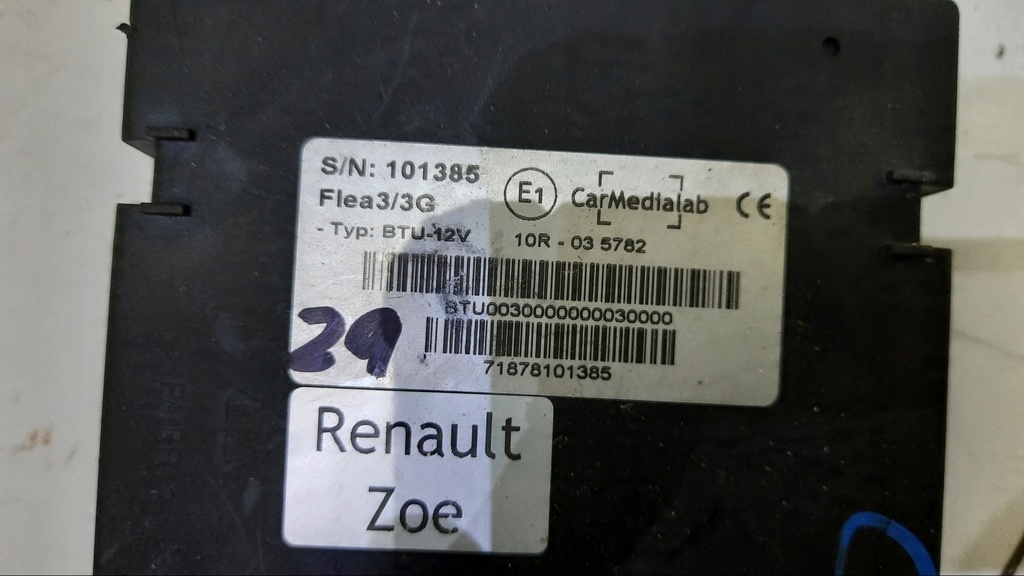 S/N: 101385
Flea3/3G
E1
CarMedialab
CE
- Typ: BTU-12V
10R - 03 5782
BTU0030000000030000
29
71878101385
Renault
Zoe